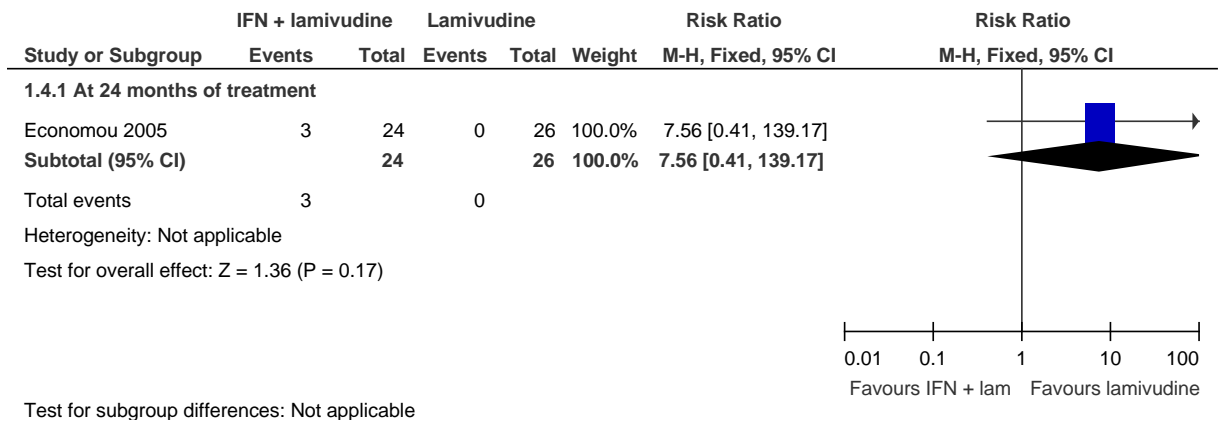 IFN + lamivudine Lamivudine Risk Ratio Risk Ratio
Study or Subgroup Events Total Events Total Weight M-H, Fixed, 95% CI M-H, Fixed, 95% CI
1.4.1 At 24 months of treatment
Economou 2005 3 24 0 26 100.0% 7.56 [0.41, 139.17]
Subtotal (95% CI) 24 26 100.0% 7.56 [0.41, 139.17]
Total events 3 0
Heterogeneity: Not applicable
Test for overall effect: Z = 1.36 (P = 0.17)
0.01 0.1 1 10 100
Favours IFN + lam Favours lamivudine
Test for subgroup differences: Not applicable